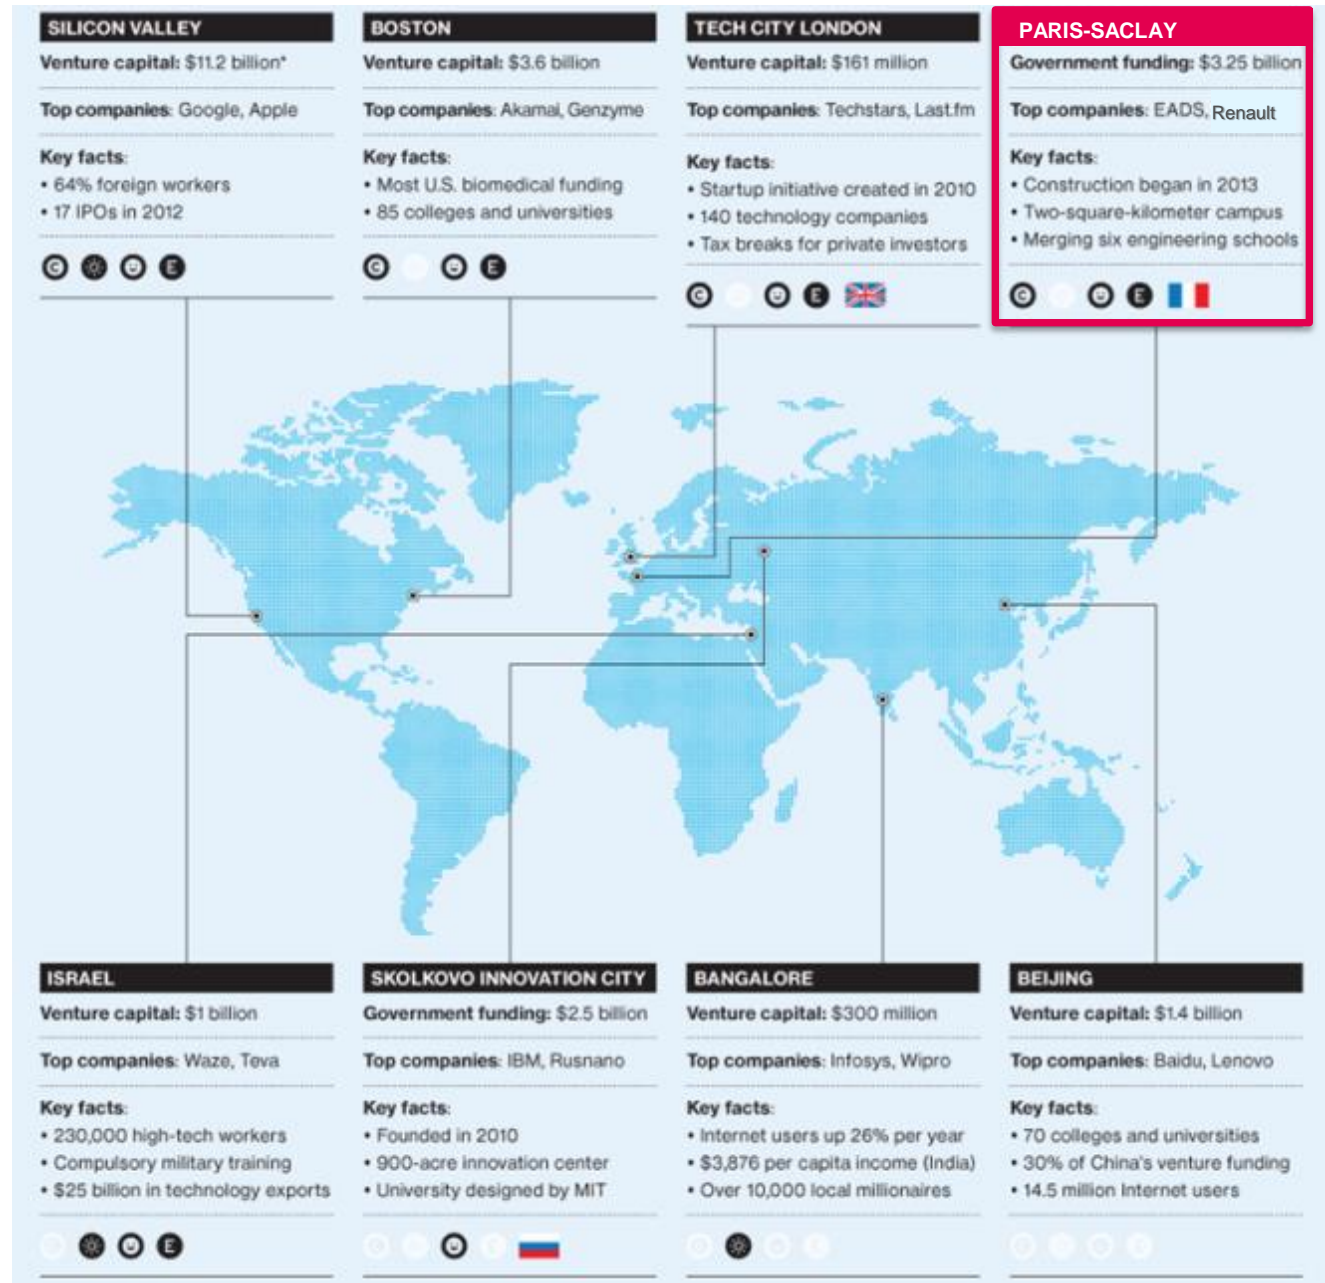 SILICON VALLEY
Venture capital: $11.2 billion*
Top companies: Google, Apple
Key facts:
• 64% foreign workers
• 17 IPOs in 2012
C E
BOSTON
Venture capital: $3.6 billion
Top companies: Akamai, Genzyme
Key facts:
• Most U.S. biomedical funding
• 85 colleges and universities
C E
TECH CITY LONDON
Venture capital: $161 million
Top companies: Techstars, Last.fm
Key facts:
• Startup initiative created in 2010
• 140 technology companies
• Tax breaks for private investors
C E
PARIS-SACLAY
Government funding: $3.25 billion
Top companies: EADS, Renault
Key facts:
• Construction began in 2013
• Two-square-kilometer campus
• Merging six engineering schools
C E
ISRAEL
Venture capital: $1 billion
Top companies: Waze, Teva
Key facts:
• 230,000 high-tech workers
• Compulsory military training
• $25 billion in technology exports
E
SKOLKOVO INNOVATION CITY
Government funding: $2.5 billion
Top companies: IBM, Rusnano
Key facts:
• Founded in 2010
• 900-acre innovation center
• University designed by MIT
BANGALORE
Venture capital: $300 million
Top companies: Infosys, Wipro
Key facts:
• Internet users up 26% per year
• $3,876 per capita income (India)
• Over 10,000 local millionaires
BEIJING
Venture capital: $1.4 billion
Top companies: Baidu, Lenovo
Key facts:
• 70 colleges and universities
• 30% of China's venture funding
• 14.5 million Internet users